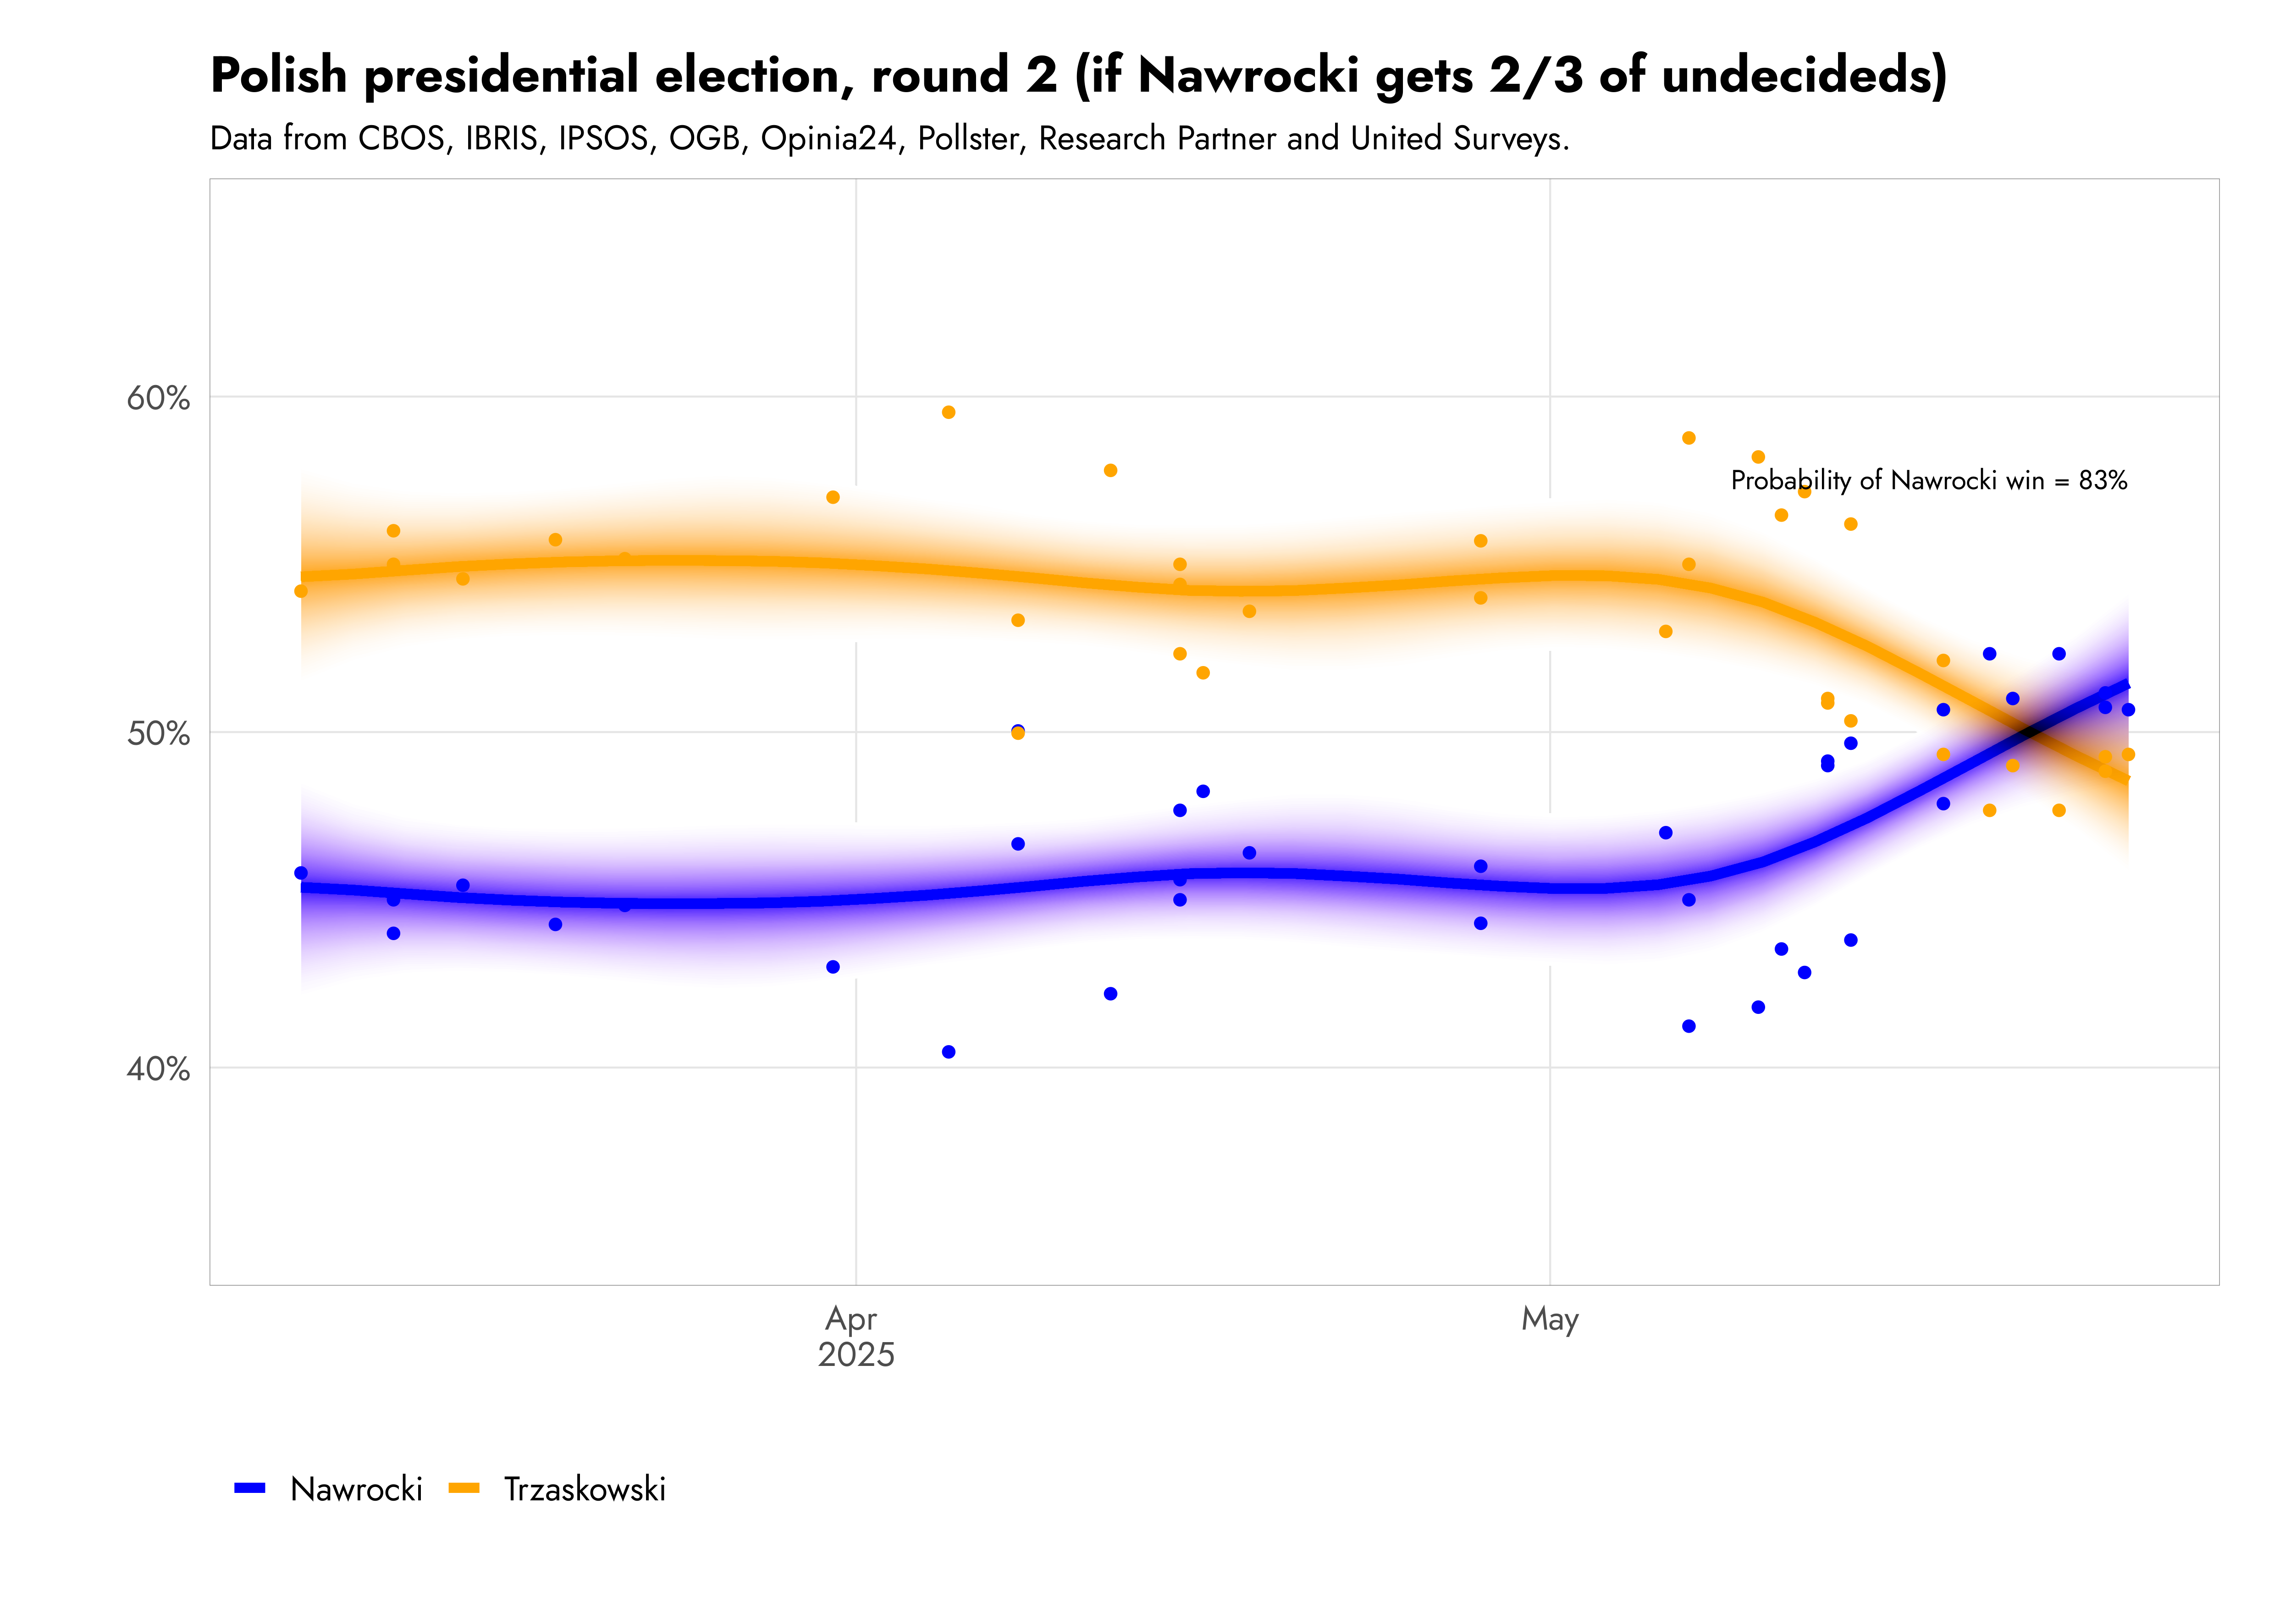 Polish presidential election, round 2 (if Nawrocki gets 2/3 of undecideds)
Data from CBOS, IBRIS, IPSOS, OGB, Opinia24, Pollster, Research Partner and United Surveys.
60%
Probability of Nawrocki win = 83%
50%
40%
Apr
2025
May
Nawrocki
Trzaskowski